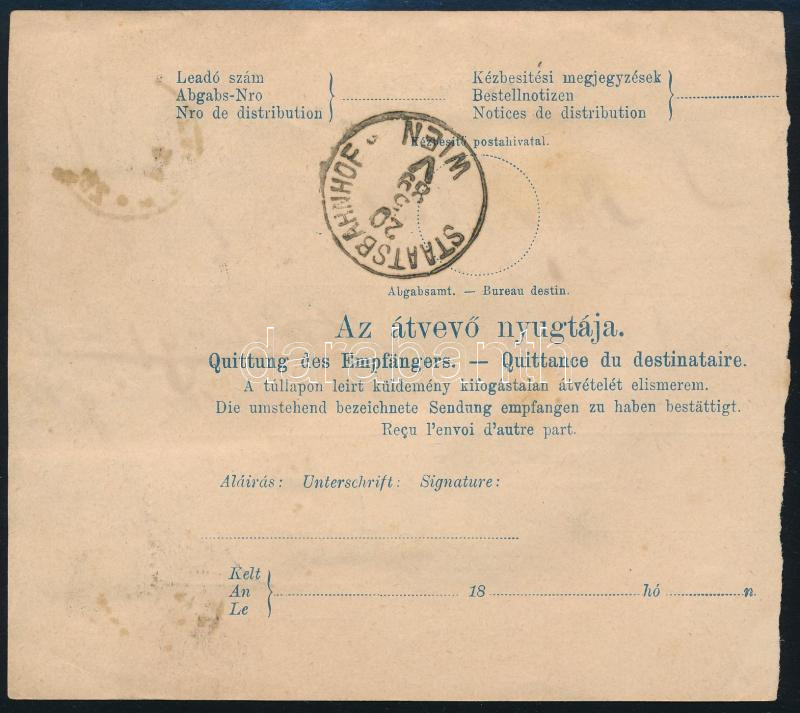 Leadó szám
Abgabs-Nro
Nro de distribution
Kézbesitési megjegyzések
Bestellnotizen
Notices de distribution
Kézbesitő postahivatal.
WIEN
STAATSBAHNHOF
Abgabsamt. — Bureau destin.
Az átvevő nyugtája.
Quittung des Empfängers. — Quittance du destinataire.
darabanth
A túllapon leirt küldemény kifogástalan átvételét elismerem.
Die umstehend bezeichnete Sendung empfangen zu haben bestättigt.
Reçu l'envoi d'autre part.
Aláirás: Unterschrift: Signature:
Kelt
An 18 hó n.
Le